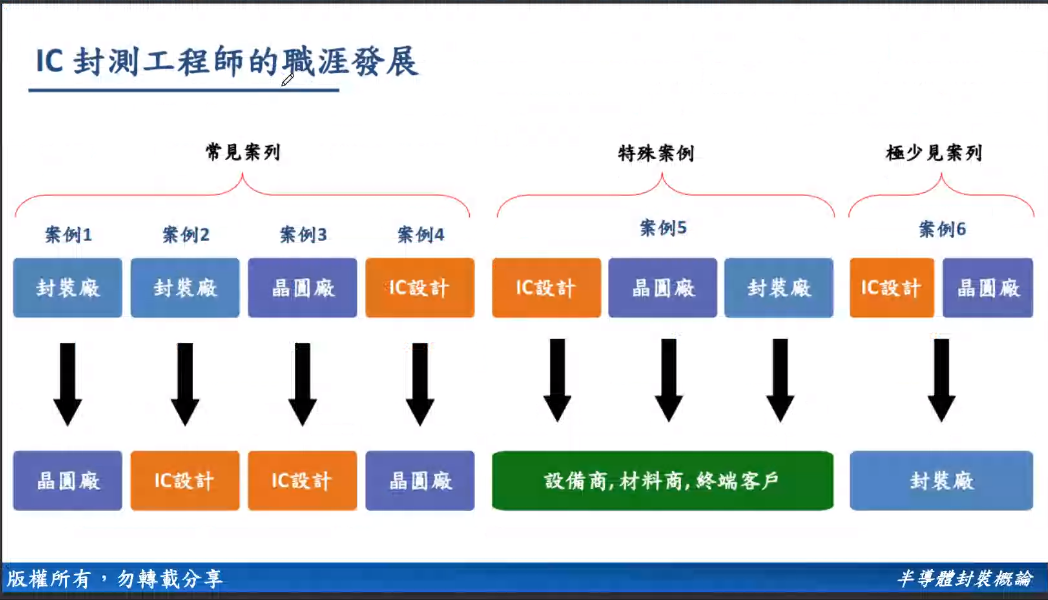 IC 封測工程師的職涯發展
常見案列
特殊案例
極少見案列
案例1
案例2
案例3
案例4
案例5
案例6
封裝廠
封裝廠
晶圓廠
IC設計
IC設計
晶圓廠
封裝廠
IC設計
晶圓廠
晶圓廠
IC設計
IC設計
晶圓廠
設備商,材料商,終端客戶
封裝廠
版權所有，勿轉載分享
半導體封裝概論